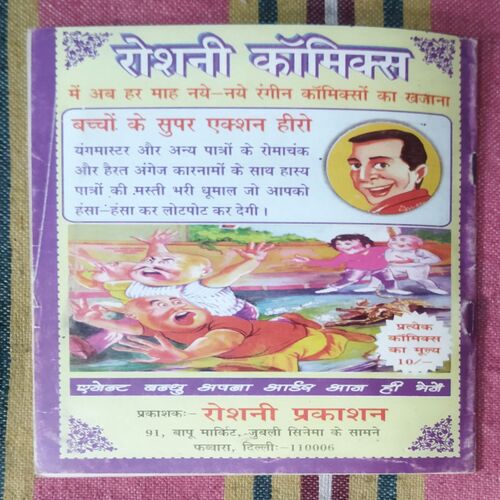 रोशनी कॉमिक्स
में अब हर माह नये-नये रंगीन कॉमिक्सों का खजाना
बच्चों के सुपर एक्शन हीरो
यंगमास्टर और अन्य पात्रों के रोमाचंक
और हैरत अंगेज कारनामों के साथ हास्य
पात्रों की मस्ती भरी धूमाल जो आपको
हंसा-हंसा कर लोटपोट कर देगी।
प्रत्येक
कॉमिक्स
का मूल्य
10/-
एजेन्ट बन्धु अपना आर्डर आज ही भेजें
प्रकाशकः- रोशनी प्रकाशन
91, बापू मार्किट, जुबली सिनेमा के सामने
फव्वारा, दिल्लीः-110006